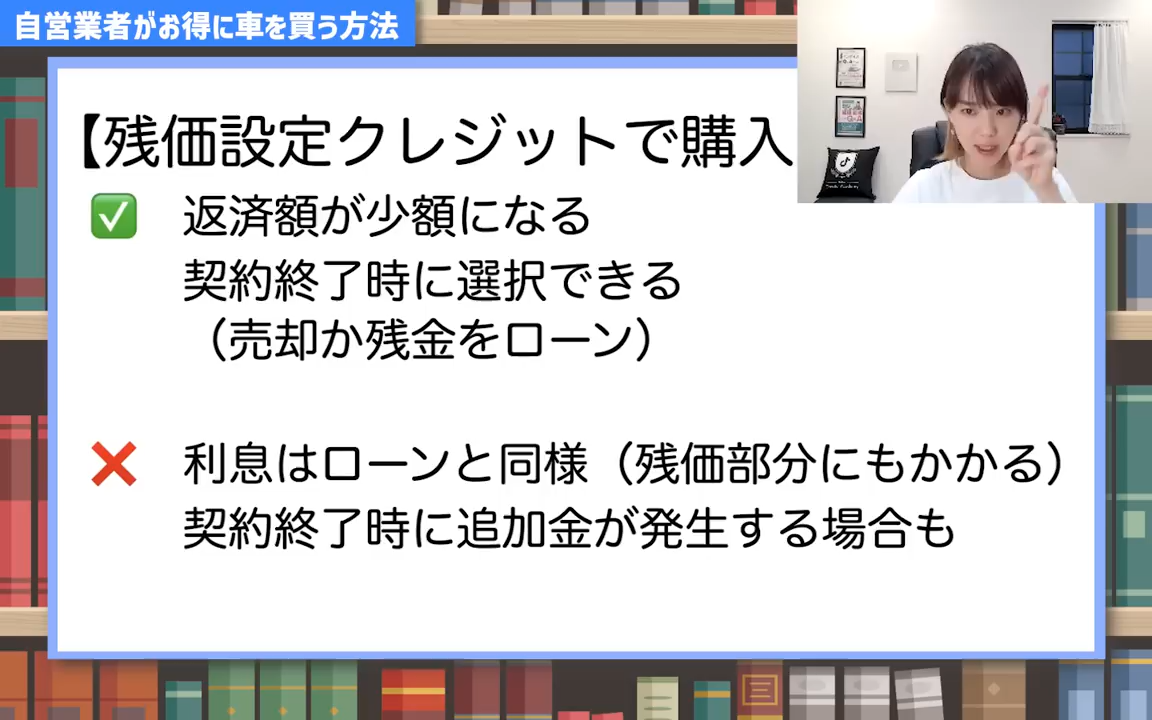 自営業者がお得に車を買う方法
【残価設定クレジットで購入
✅ 返済額が少額になる
契約終了時に選択できる
（売却か残金をローン）
❌ 利息はローンと同様（残価部分にもかかる）
契約終了時に追加金が発生する場合も